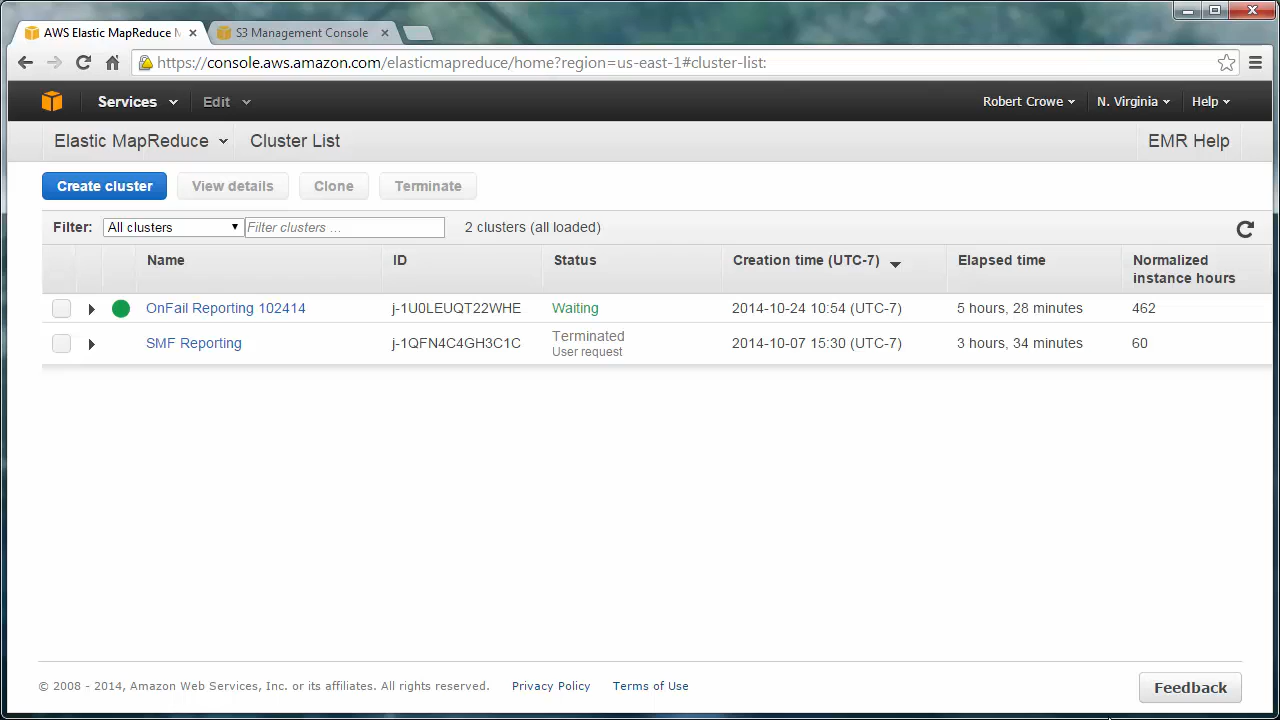 AWS Elastic MapReduce M
S3 Management Console
https://console.aws.amazon.com/elasticmapreduce/home?region=us-east-1#cluster-list:
Services Edit Robert Crowe N. Virginia Help
Elastic MapReduce Cluster List EMR Help
Create cluster View details Clone Terminate
Filter: All clusters Filter clusters ... 2 clusters (all loaded)
Name ID Status Creation time (UTC-7) Elapsed time Normalized instance hours
OnFail Reporting 102414 j-1U0LEUQT22WHE Waiting 2014-10-24 10:54 (UTC-7) 5 hours, 28 minutes 462
SMF Reporting j-1QFN4C4GH3C1C Terminated User request 2014-10-07 15:30 (UTC-7) 3 hours, 34 minutes 60
© 2008 - 2014, Amazon Web Services, Inc. or its affiliates. All rights reserved. Privacy Policy Terms of Use Feedback